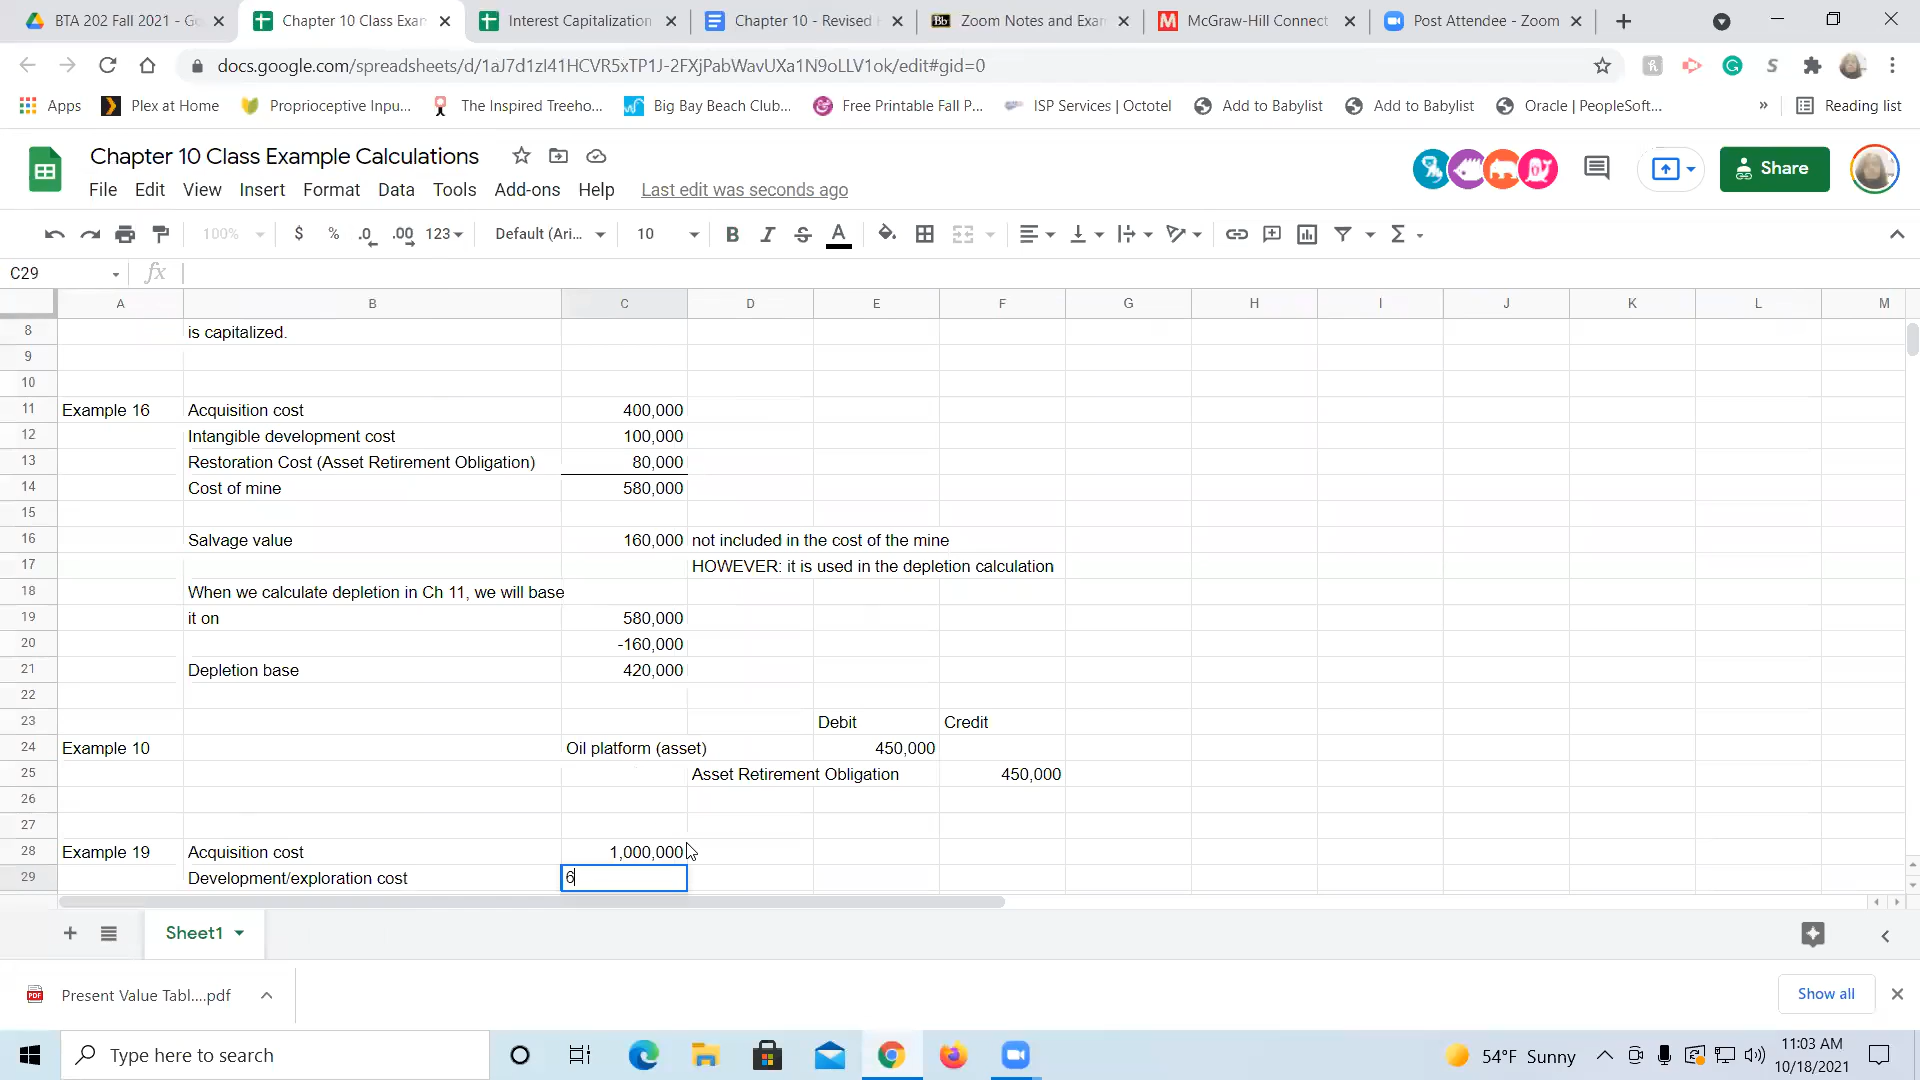 BTA 202 Fall 2021 - Go
Chapter 10 Class Exam
Interest Capitalization
Chapter 10 - Revised
Zoom Notes and Exam
McGraw-Hill Connect
Post Attendee - Zoom
docs.google.com/spreadsheets/d/1aJ7d1zI41HCVR5xTP1J-2FXjPabWavUXa1N9oLLV1ok/edit#gid=0
Apps
Plex at Home
Proprioceptive Inpu...
The Inspired Treeho...
Big Bay Beach Club...
Free Printable Fall P...
ISP Services | Octotel
Add to Babylist
Add to Babylist
Oracle | PeopleSoft...
»
Reading list
Chapter 10 Class Example Calculations
File Edit View Insert Format Data Tools Add-ons Help Last edit was seconds ago
Share
100% $ % .0 .00 123 Default (Ari... 10 B I S A
C29 fx
A B C D E F G H I J K L M
8 is capitalized.
9
10
11 Example 16 Acquisition cost 400,000
12 Intangible development cost 100,000
13 Restoration Cost (Asset Retirement Obligation) 80,000
14 Cost of mine 580,000
15
16 Salvage value 160,000 not included in the cost of the mine
17 HOWEVER: it is used in the depletion calculation
18 When we calculate depletion in Ch 11, we will base
19 it on 580,000
20 -160,000
21 Depletion base 420,000
22
23 Debit Credit
24 Example 10 Oil platform (asset) 450,000
25 Asset Retirement Obligation 450,000
26
27
28 Example 19 Acquisition cost 1,000,000
29 Development/exploration cost 6
Sheet1
PDF Present Value Tabl....pdf
Show all
Type here to search
54°F Sunny
11:03 AM
10/18/2021